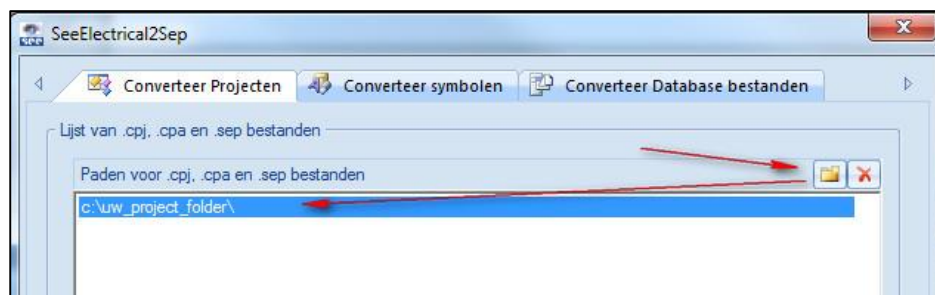 SeeElectrical2Sep
Converteer Projecten Converteer symbolen Converteer Database bestanden
Lijst van .cpj, .cpa en .sep bestanden
Paden voor .cpj, .cpa en .sep bestanden
c:\uw_project_folder\